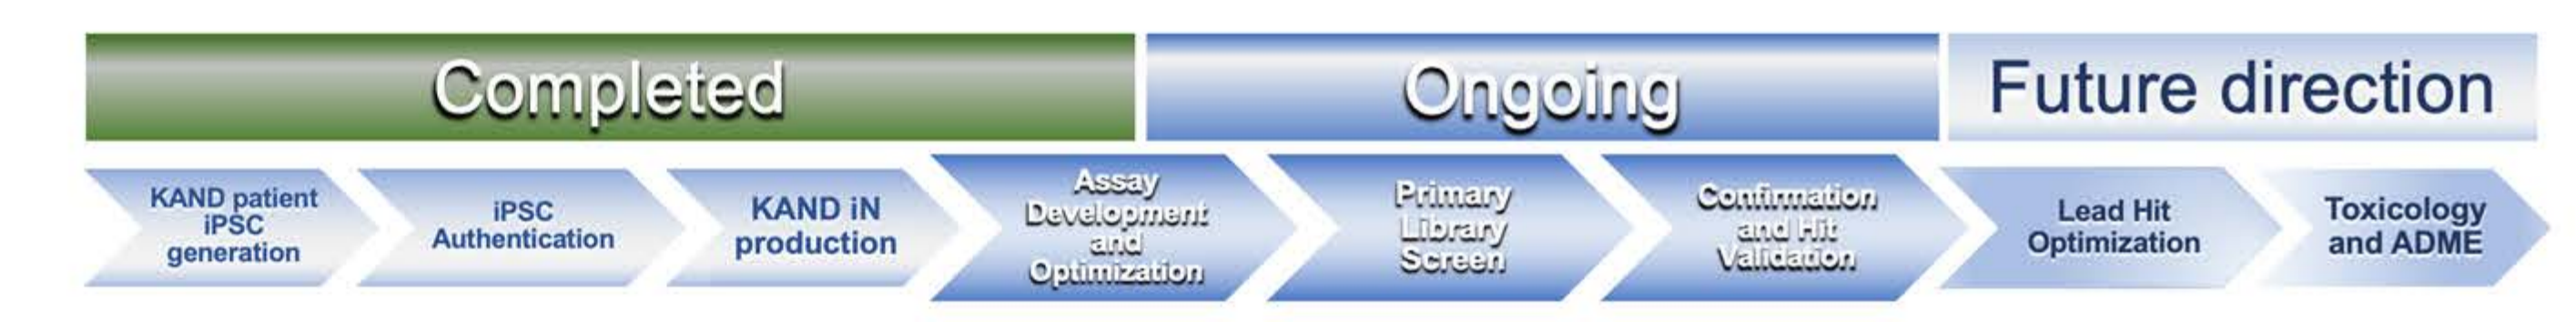 Completed
Ongoing
Future direction
KAND patient
iPSC
generation
iPSC
Authentication
KAND iN
production
Assay
Development
and
Optimization
Primary
Library
Screen
Confirmation
and Hit
Validation
Lead Hit
Optimization
Toxicology
and ADME